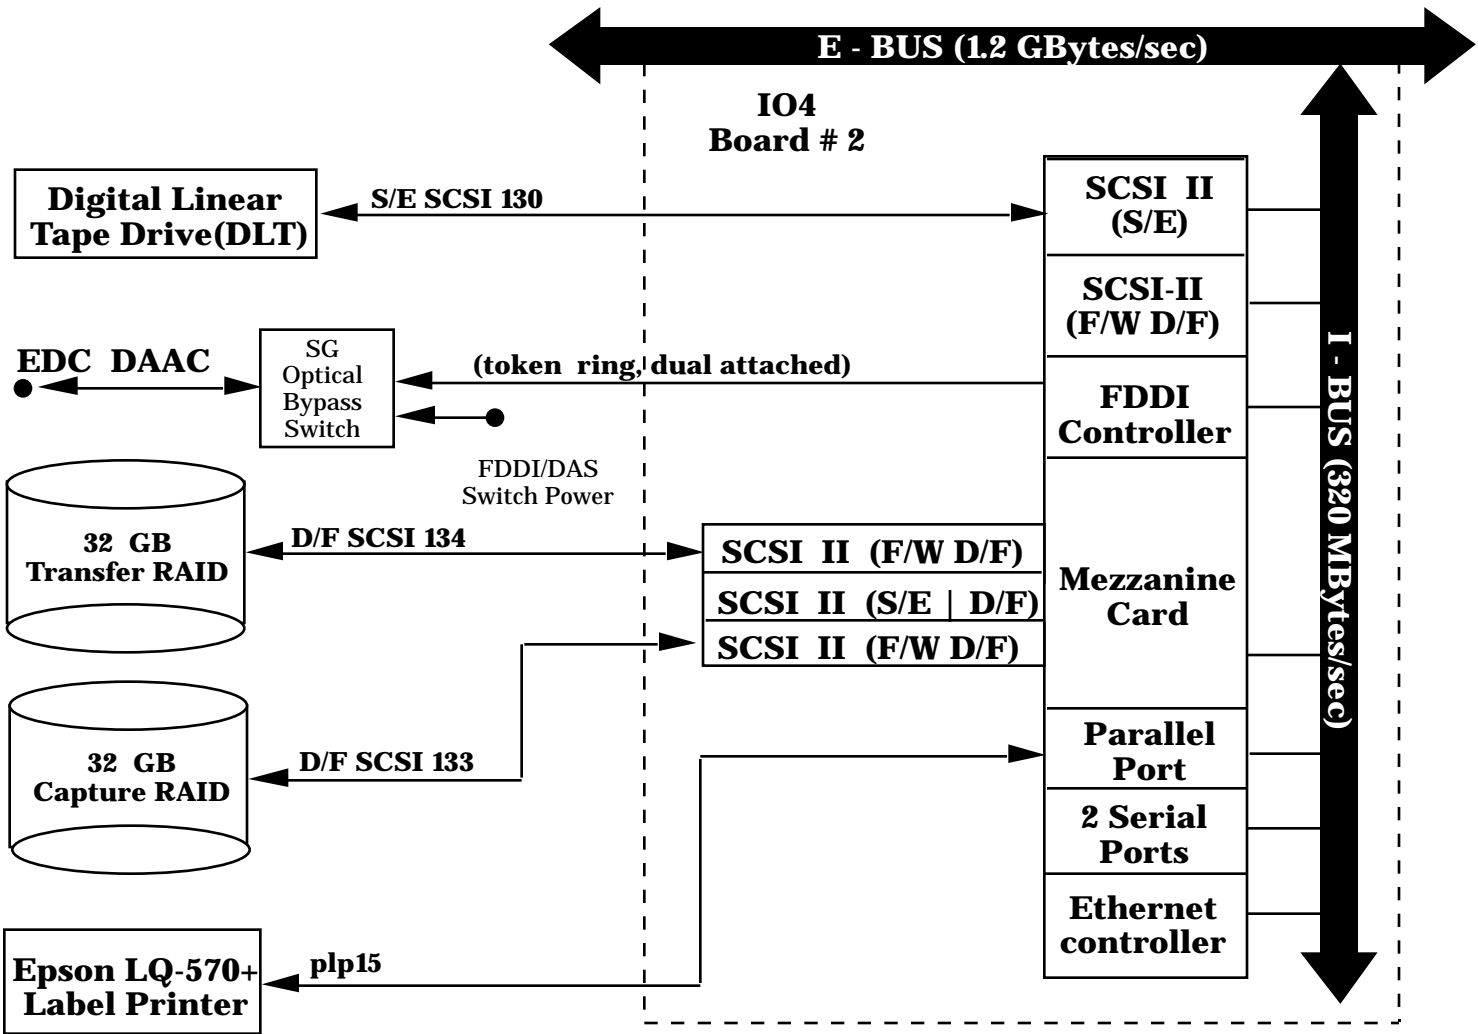 E - BUS (1.2 GBytes/sec)
IO4
Board # 2
Digital Linear
Tape Drive(DLT)
S/E SCSI 130
SCSI II
(S/E)
SCSI-II
(F/W D/F)
EDC DAAC
SG
Optical
Bypass
Switch
(token ring, dual attached)
FDDI
Controller
FDDI/DAS
Switch Power
I - BUS (320 MBytes/sec)
32 GB
Transfer RAID
D/F SCSI 134
SCSI II (F/W D/F)
SCSI II (S/E | D/F)
SCSI II (F/W D/F)
Mezzanine
Card
32 GB
Capture RAID
D/F SCSI 133
Parallel
Port
2 Serial
Ports
Ethernet
controller
Epson LQ-570+
Label Printer
plp15